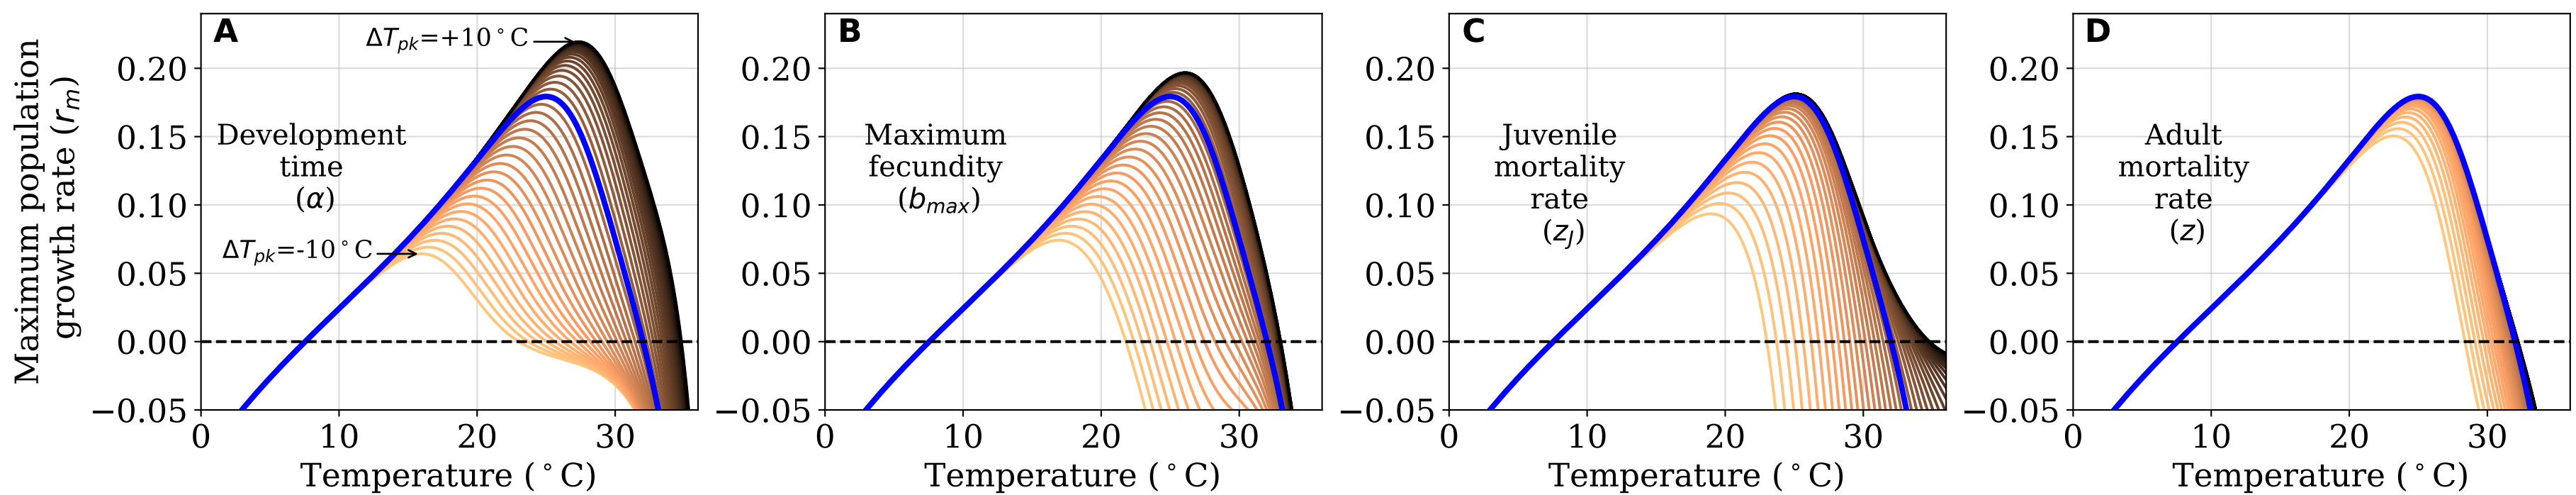 Maximum population
growth rate (rₘ)
A
ΔTₚₖ=+10°C
Development
time
(α)
ΔTₚₖ=-10°C
0.20
0.15
0.10
0.05
0.00
−0.05
0 10 20 30
Temperature (°C)
B
Maximum
fecundity
(bₘₐₓ)
0.20
0.15
0.10
0.05
0.00
−0.05
0 10 20 30
Temperature (°C)
C
Juvenile
mortality
rate
(z_J)
0.20
0.15
0.10
0.05
0.00
−0.05
0 10 20 30
Temperature (°C)
D
Adult
mortality
rate
(z)
0.20
0.15
0.10
0.05
0.00
−0.05
0 10 20 30
Temperature (°C)